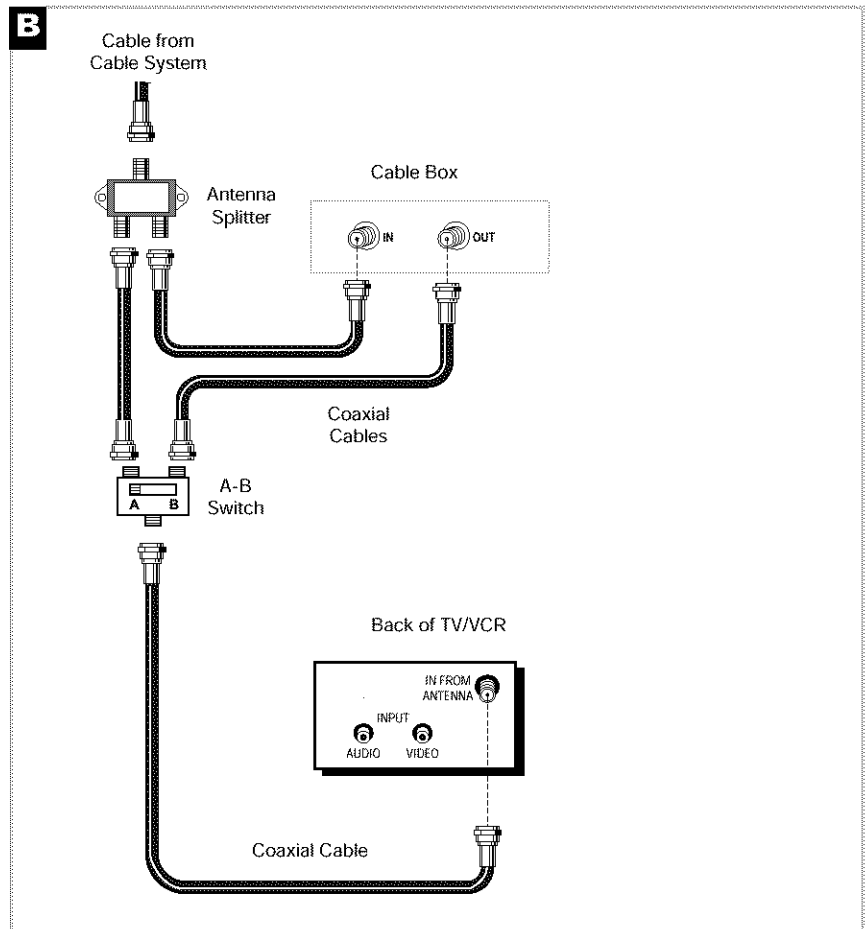 B
Cable from
Cable System
Antenna
Splitter
Cable Box
IN
OUT
Coaxial
Cables
A B
A-B
Switch
Back of TV/VCR
IN FROM
ANTENNA
INPUT
AUDIO VIDEO
Coaxial Cable